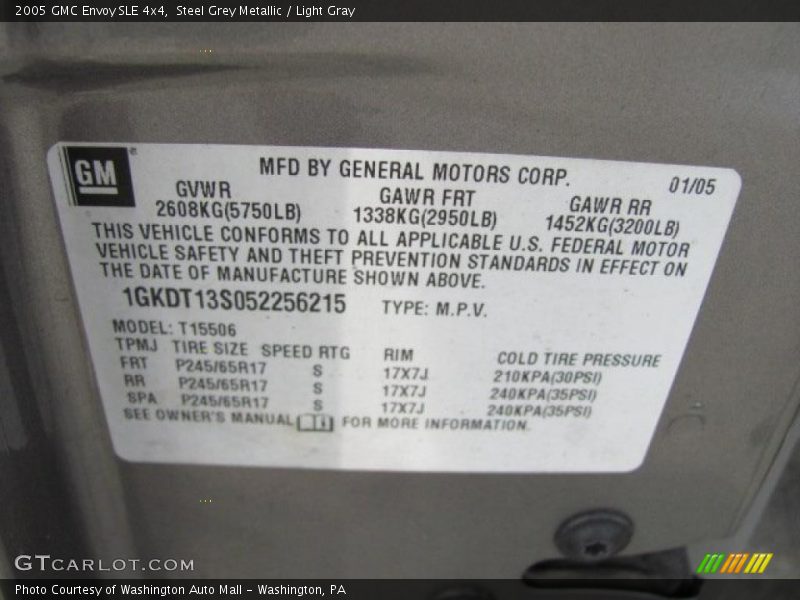 2005 GMC Envoy SLE 4x4, Steel Grey Metallic / Light Gray
GM
MFD BY GENERAL MOTORS CORP. 01/05
GVWR GAWR FRT GAWR RR
2608KG(5750LB) 1338KG(2950LB) 1452KG(3200LB)
THIS VEHICLE CONFORMS TO ALL APPLICABLE U.S. FEDERAL MOTOR
VEHICLE SAFETY AND THEFT PREVENTION STANDARDS IN EFFECT ON
THE DATE OF MANUFACTURE SHOWN ABOVE.
1GKDT13S052256215 TYPE: M.P.V.
MODEL: T15506
TPMJ TIRE SIZE SPEED RTG RIM COLD TIRE PRESSURE
FRT P245/65R17 S 17X7J 210KPA(30PSI)
RR P245/65R17 S 17X7J 240KPA(35PSI)
SPA P245/65R17 S 17X7J 240KPA(35PSI)
SEE OWNER'S MANUAL FOR MORE INFORMATION.
GTCARLOT.COM
Photo Courtesy of Washington Auto Mall - Washington, PA